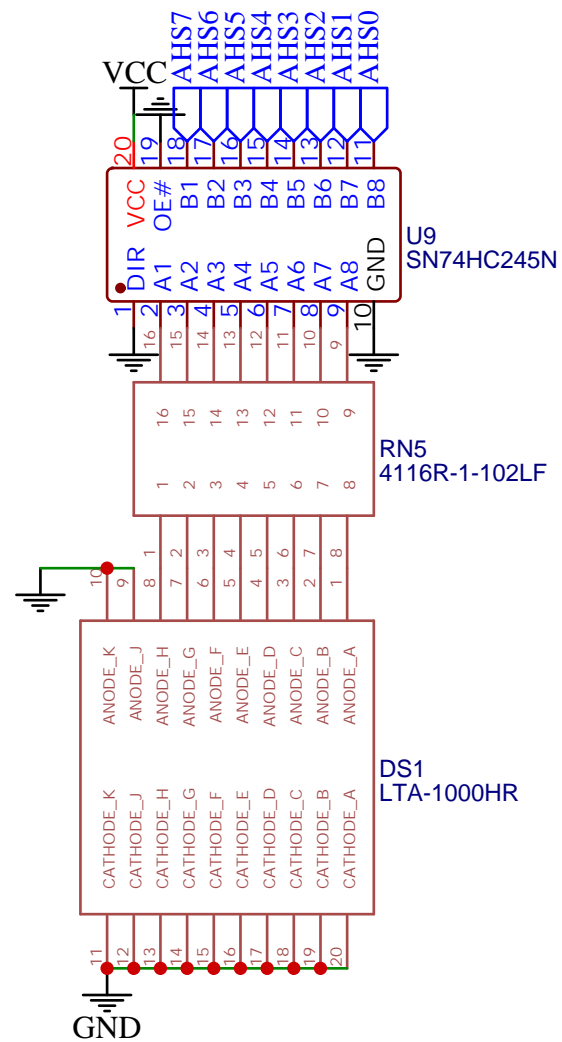 AHS7 AHS6 AHS5 AHS4 AHS3 AHS2 AHS1 AHS0
VCC
20 19 18 17 16 15 14 13 12 11
VCC OE# B1 B2 B3 B4 B5 B6 B7 B8
U9
SN74HC245N
DIR A1 A2 A3 A4 A5 A6 A7 A8 GND
1 2 3 4 5 6 7 8 9 10
16 15 14 13 12 11 10 9
16 15 14 13 12 11 10 9
RN5
4116R-1-102LF
1 2 3 4 5 6 7 8
1 2 3 4 5 6 7 8
10 9 8 7 6 5 4 3 2 1
ANODE_K ANODE_J ANODE_H ANODE_G ANODE_F ANODE_E ANODE_D ANODE_C ANODE_B ANODE_A
DS1
LTA-1000HR
CATHODE_K CATHODE_J CATHODE_H CATHODE_G CATHODE_F CATHODE_E CATHODE_D CATHODE_C CATHODE_B CATHODE_A
11 12 13 14 15 16 17 18 19 20
GND